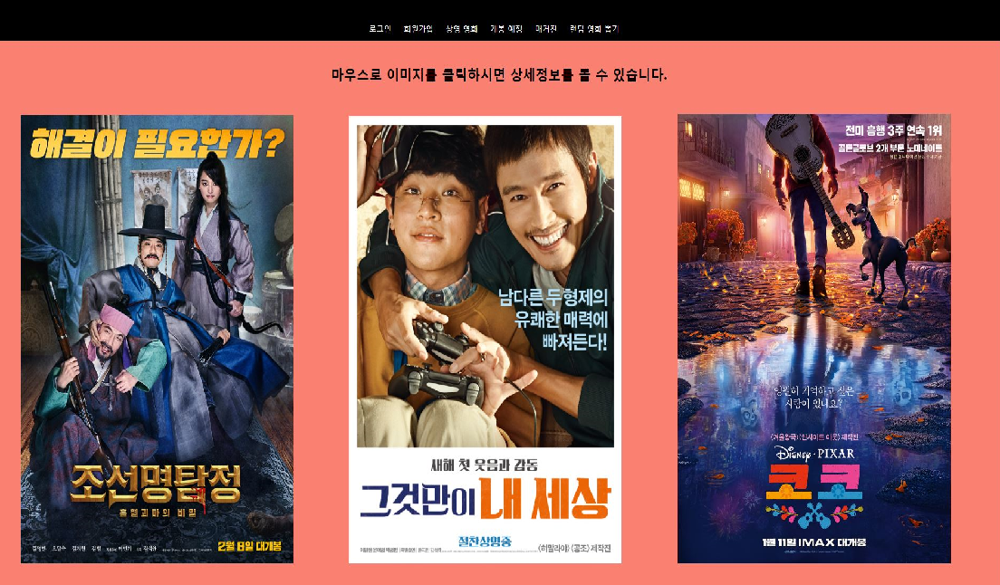 로그인 회원가입 상영 영화 개봉 예정 매거진 랜덤 영화 뽑기
마우스로 이미지를 클릭하시면 상세정보를 볼 수 있습니다.
해결이 필요한가?
조선명탐정
흡혈괴마의 비밀
2월 8일 대개봉
남다른 두형제의
유쾌한 매력에
빠져든다!
새해 첫 웃음과 감동
그것만이 내 세상
절찬상영중
〈히말라야〉〈공조〉 제작진
전미 흥행 3주 연속 1위
골든글로브 2개 부문 노미네이트
영원히 기억하고 싶은
사람이 있나요?
〈겨울왕국〉〈인사이드 아웃〉 제작진
DISNEY · PIXAR
코코
1월 11일 IMAX 대개봉